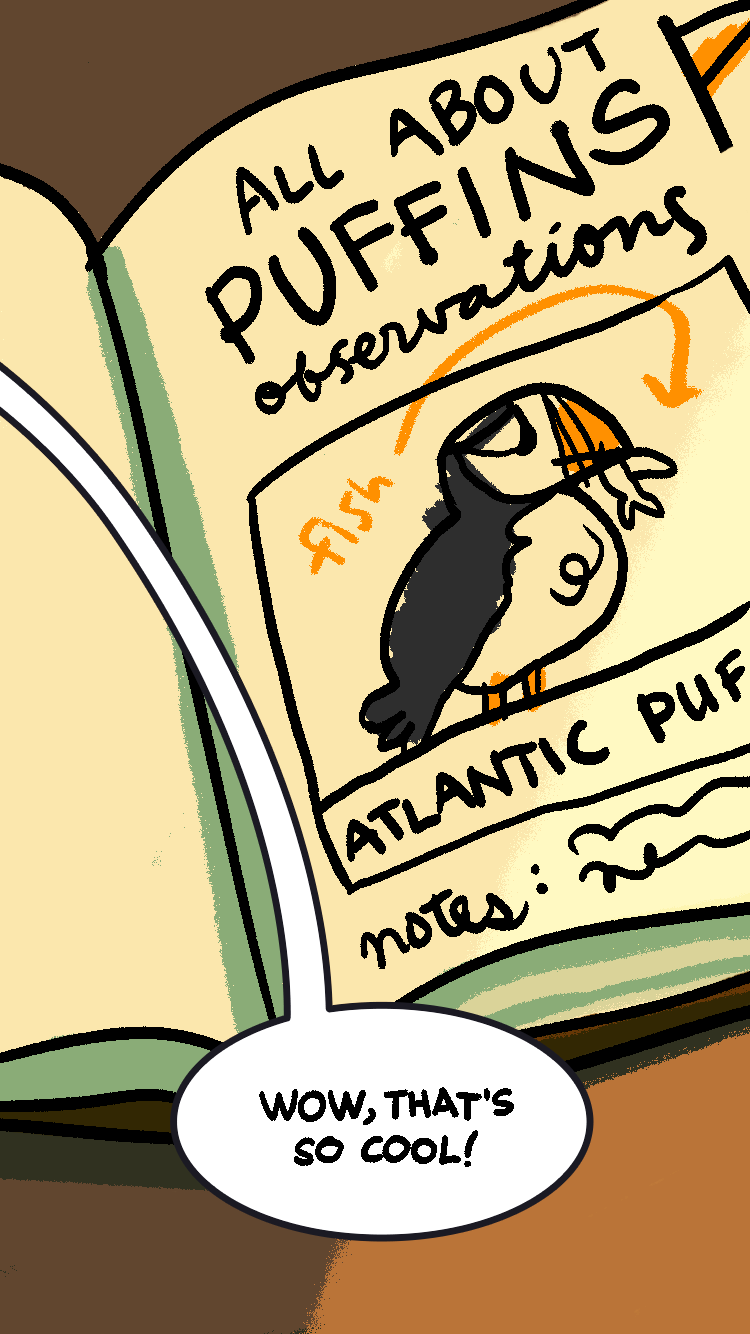 ALL ABOUT
PUFFINS
observations
fish
ATLANTIC PUF
notes:
WOW, THAT'S
SO COOL!